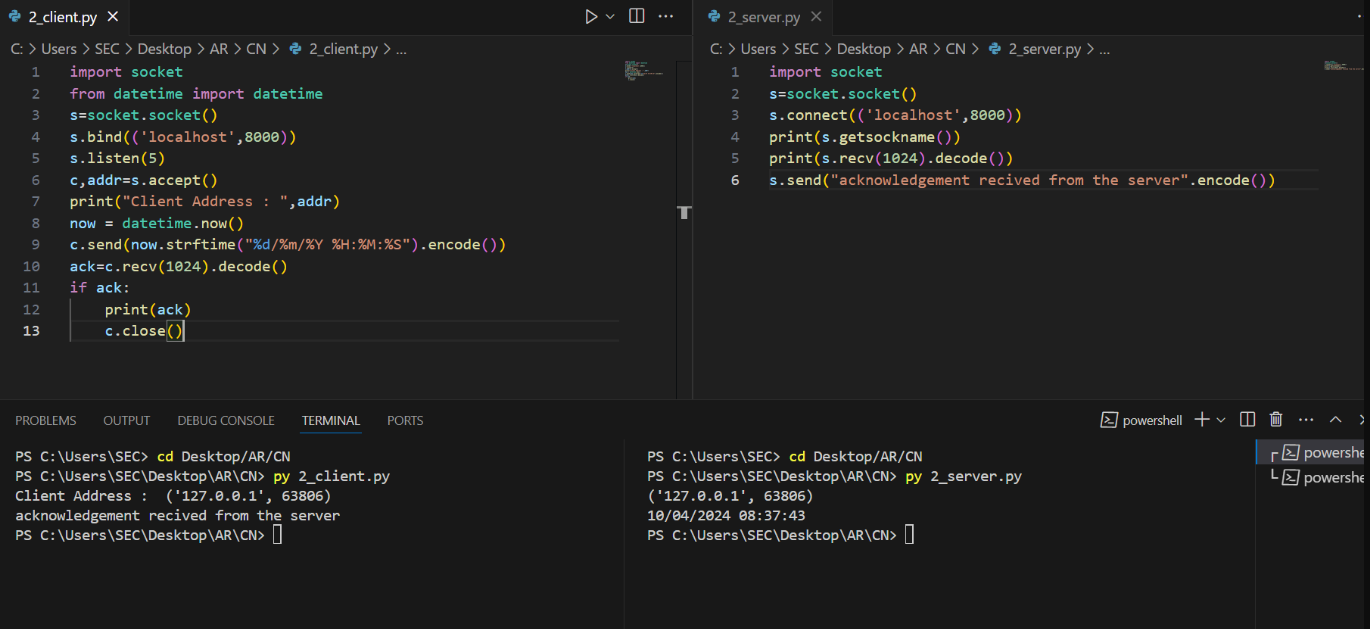 2_client.py
C: > Users > SEC > Desktop > AR > CN > 2_client.py > ...
1 import socket
2 from datetime import datetime
3 s=socket.socket()
4 s.bind(('localhost',8000))
5 s.listen(5)
6 c,addr=s.accept()
7 print("Client Address : ",addr)
8 now = datetime.now()
9 c.send(now.strftime("%d/%m/%Y %H:%M:%S").encode())
10 ack=c.recv(1024).decode()
11 if ack:
12     print(ack)
13     c.close()
2_server.py
C: > Users > SEC > Desktop > AR > CN > 2_server.py > ...
1 import socket
2 s=socket.socket()
3 s.connect(('localhost',8000))
4 print(s.getsockname())
5 print(s.recv(1024).decode())
6 s.send("acknowledgement recived from the server".encode())
PROBLEMS OUTPUT DEBUG CONSOLE TERMINAL PORTS
powershell
PS C:\Users\SEC> cd Desktop/AR/CN
PS C:\Users\SEC\Desktop\AR\CN> py 2_client.py
Client Address :  ('127.0.0.1', 63806)
acknowledgement recived from the server
PS C:\Users\SEC\Desktop\AR\CN>
PS C:\Users\SEC> cd Desktop/AR/CN
PS C:\Users\SEC\Desktop\AR\CN> py 2_server.py
('127.0.0.1', 63806)
10/04/2024 08:37:43
PS C:\Users\SEC\Desktop\AR\CN>
powershe
powershe